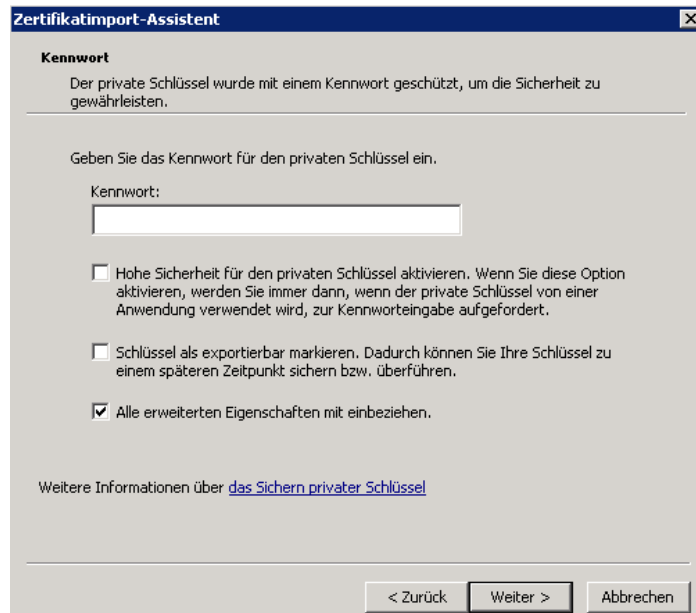 Zertifikatimport-Assistent
Kennwort
Der private Schlüssel wurde mit einem Kennwort geschützt, um die Sicherheit zu
gewährleisten.
Geben Sie das Kennwort für den privaten Schlüssel ein.
Kennwort:
Hohe Sicherheit für den privaten Schlüssel aktivieren. Wenn Sie diese Option
aktivieren, werden Sie immer dann, wenn der private Schlüssel von einer
Anwendung verwendet wird, zur Kennworteingabe aufgefordert.
Schlüssel als exportierbar markieren. Dadurch können Sie Ihre Schlüssel zu
einem späteren Zeitpunkt sichern bzw. überführen.
Alle erweiterten Eigenschaften mit einbeziehen.
Weitere Informationen über das Sichern privater Schlüssel
< Zurück Weiter > Abbrechen